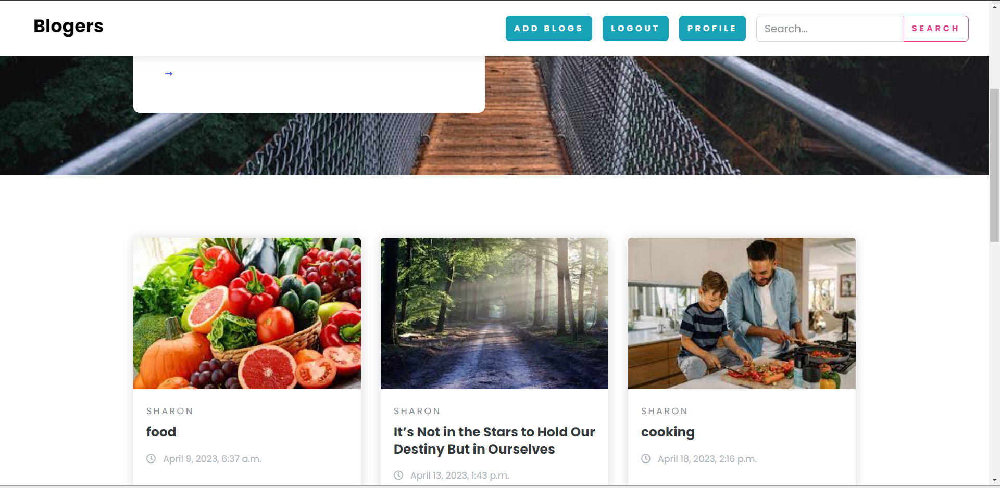 Blogers
ADD BLOGS
LOGOUT
PROFILE
Search...
SEARCH
→
SHARON
food
April 9, 2023, 6:37 a.m.
SHARON
It’s Not in the Stars to Hold Our
Destiny But in Ourselves
April 13, 2023, 1:43 p.m.
SHARON
cooking
April 18, 2023, 2:16 p.m.